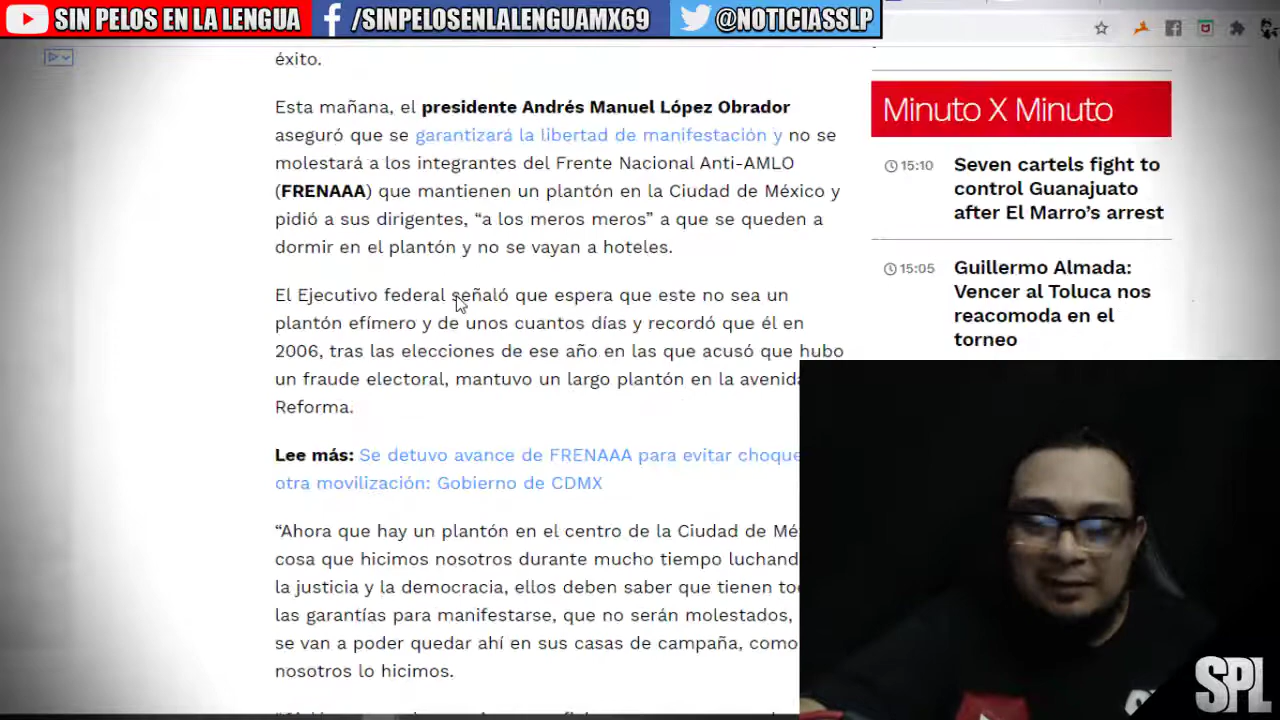 SIN PELOS EN LA LENGUA
/SINPELOSENLALENGUAMX69
@NOTICIASSLP
éxito.
Esta mañana, el presidente Andrés Manuel López Obrador
aseguró que se garantizará la libertad de manifestación y no se
molestará a los integrantes del Frente Nacional Anti-AMLO
(FRENAAA) que mantienen un plantón en la Ciudad de México y
pidió a sus dirigentes, “a los meros meros” a que se queden a
dormir en el plantón y no se vayan a hoteles.
El Ejecutivo federal señaló que espera que este no sea un
plantón efímero y de unos cuantos días y recordó que él en
2006, tras las elecciones de ese año en las que acusó que hubo
un fraude electoral, mantuvo un largo plantón en la avenida
Reforma.
Lee más: Se detuvo avance de FRENAAA para evitar choque
otra movilización: Gobierno de CDMX
“Ahora que hay un plantón en el centro de la Ciudad de
cosa que hicimos nosotros durante mucho tiempo
la justicia y la democracia, ellos deben saber que tienen
las garantías para manifestarse, que no serán molestados,
se van a poder quedar ahí en sus casas de campaña, como
nosotros lo hicimos.
Minuto X Minuto
15:10
Seven cartels fight to
control Guanajuato
after El Marro’s arrest
15:05
Guillermo Almada:
Vencer al Toluca nos
reacomoda en el
torneo
SPL